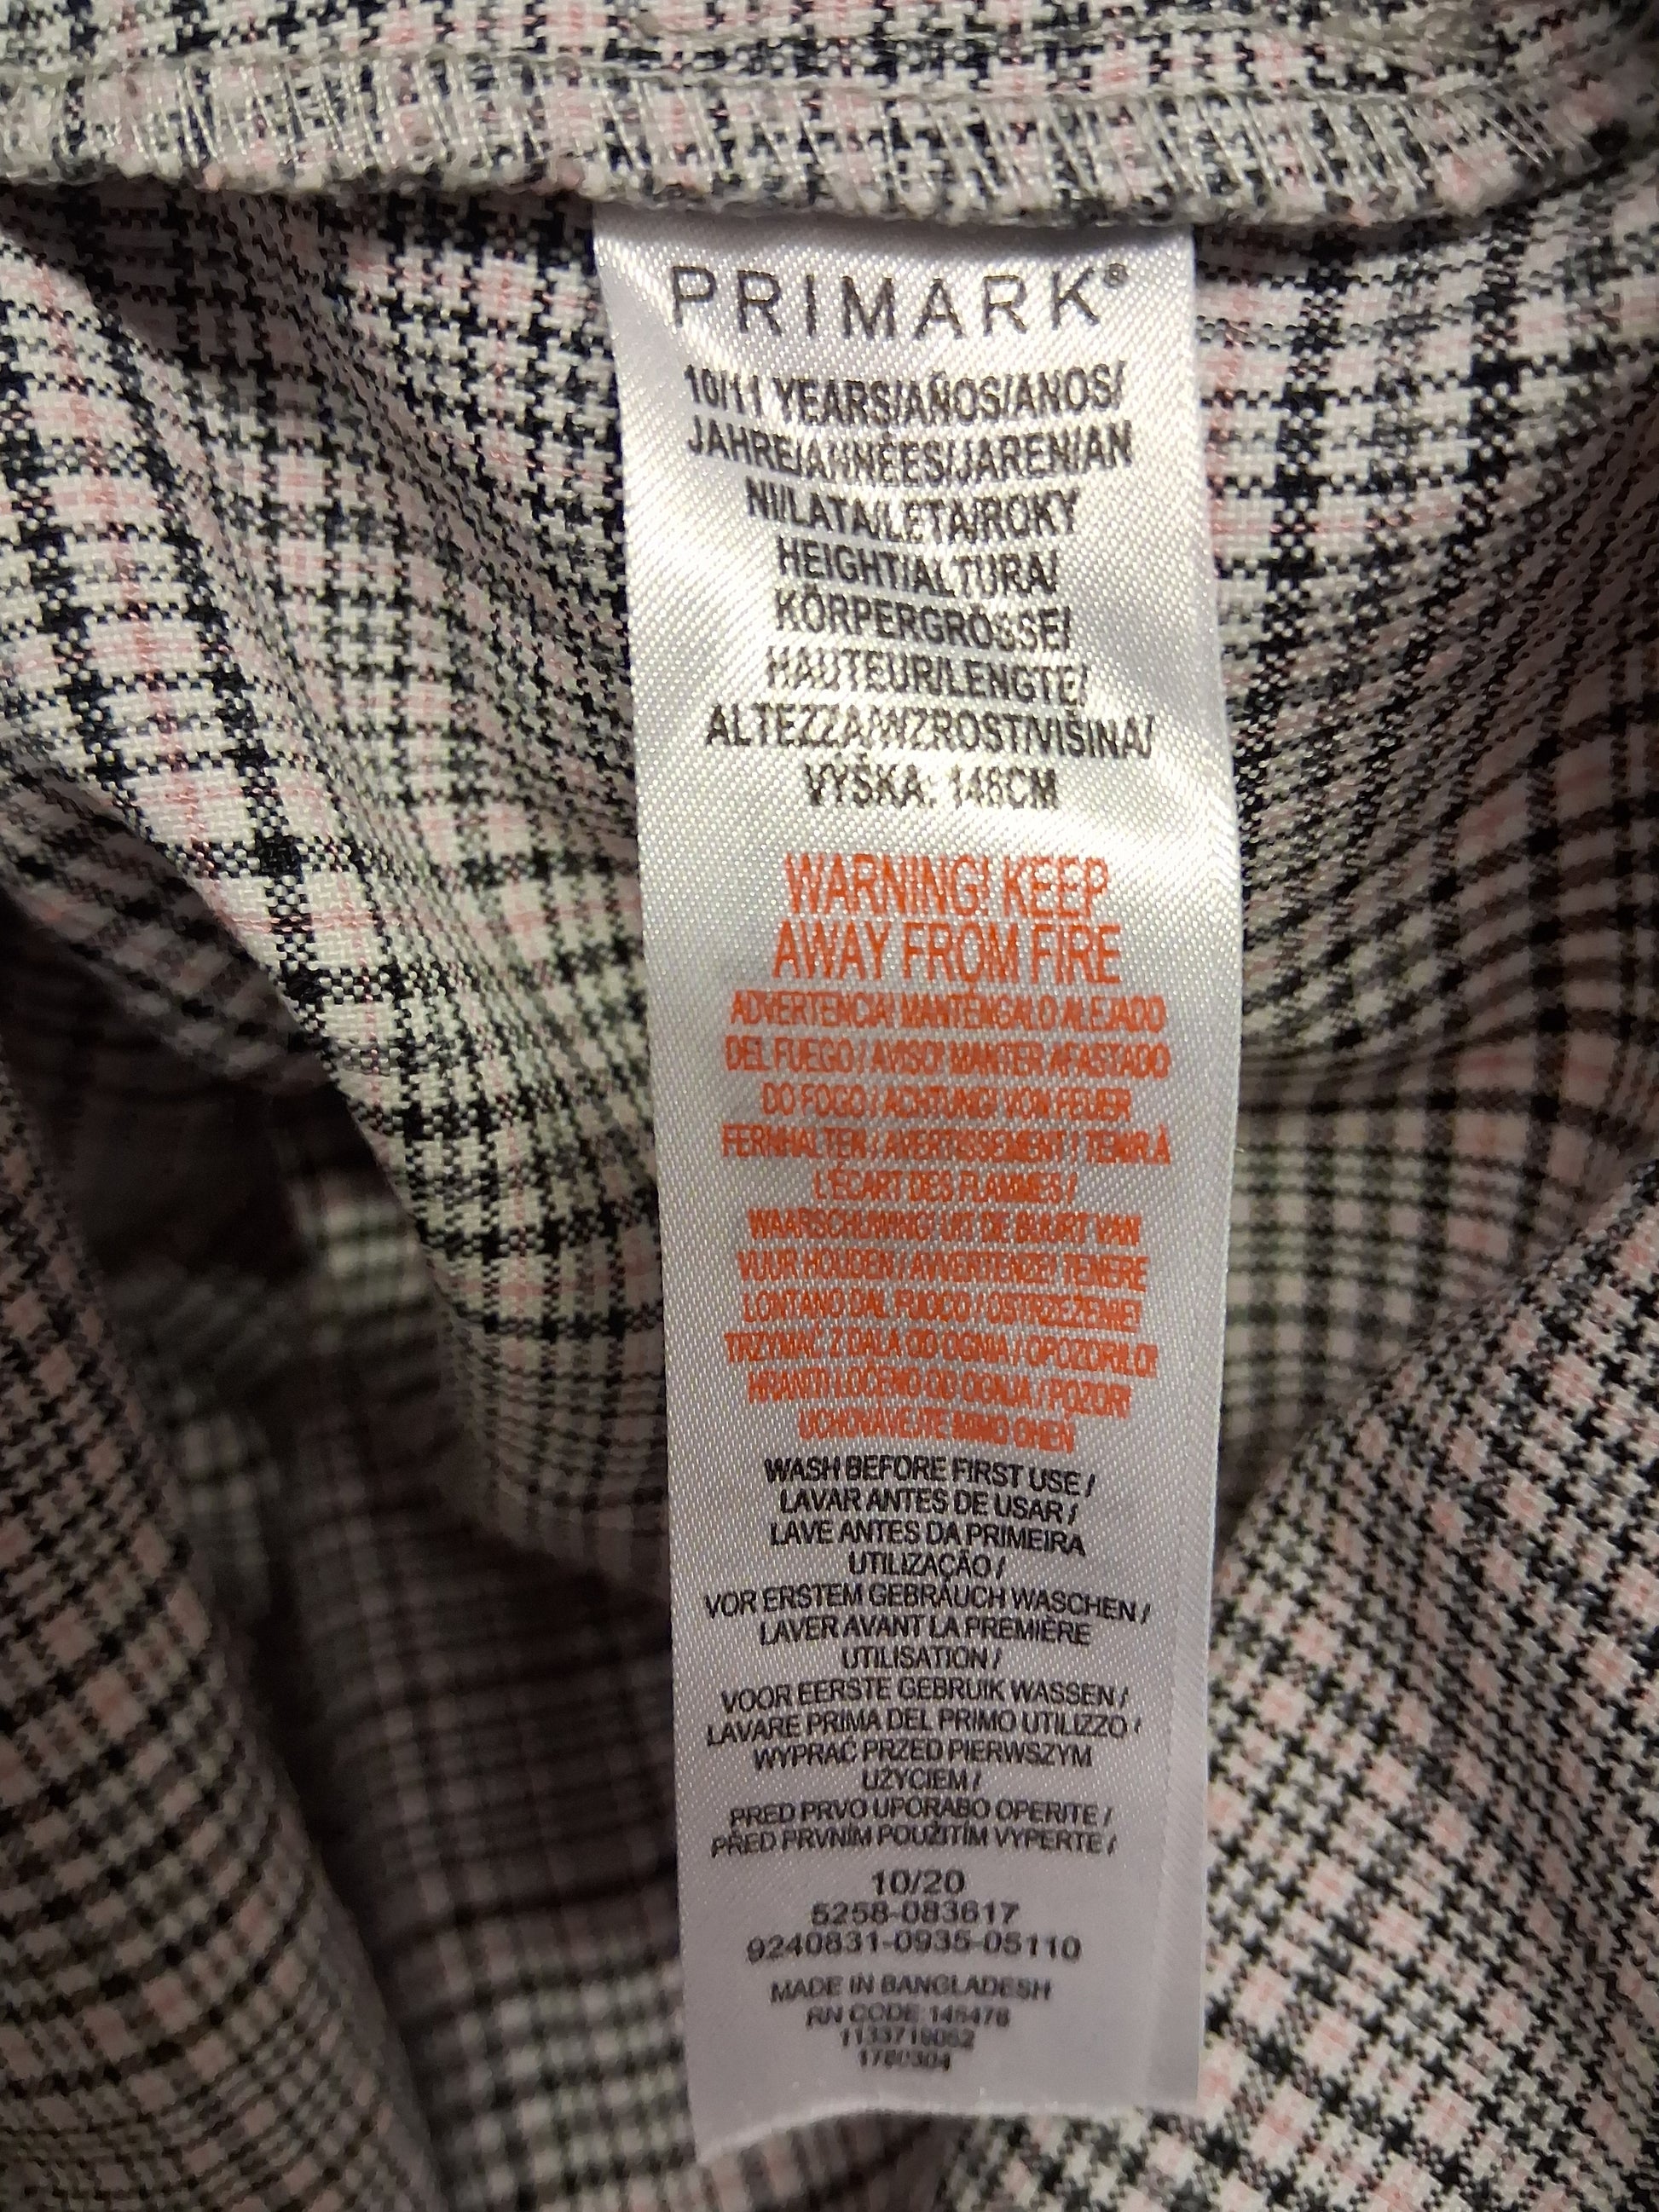 PRIMARK®
10/11 YEARS/AÑOS/ANOS/
JAHRE/ANNÉES/JAREN/AN
NI/LATA/LETA/ROKY
HEIGHT/ALTURA/
KÖRPERGRÖSSE/
HAUTEUR/LENGTE/
ALTEZZA/WZROST/VIŠINA/
VÝŠKA: 146CM
WARNING! KEEP
AWAY FROM FIRE
ADVERTENCIA! MANTÉNGALO ALEJADO
DEL FUEGO / AVISO! MANTER AFASTADO
DO FOGO / ACHTUNG! VON FEUER
FERNHALTEN / AVERTISSEMENT ! TENIR À
L'ÉCART DES FLAMMES /
WAARSCHUWING! UIT DE BUURT VAN
VUUR HOUDEN / AVVERTENZE! TENERE
LONTANO DAL FUOCO / OSTRZEŻENIE!
TRZYMAĆ Z DALA OD OGNIA / OPOZORILO!
HRANITI LOČENO OD OGNJA / POZOR!
UCHOVÁVEJTE MIMO OHEŇ
WASH BEFORE FIRST USE /
LAVAR ANTES DE USAR /
LAVE ANTES DA PRIMEIRA
UTILIZAÇÃO /
VOR ERSTEM GEBRAUCH WASCHEN /
LAVER AVANT LA PREMIÈRE
UTILISATION /
VOOR EERSTE GEBRUIK WASSEN /
LAVARE PRIMA DEL PRIMO UTILIZZO /
WYPRAĆ PRZED PIERWSZYM
UŻYCIEM /
PRED PRVO UPORABO OPERITE /
PŘED PRVNÍM POUŽITÍM VYPERTE /
10/20
5258-083617
9240831-0935-05110
MADE IN BANGLADESH
RN CODE 145476
1133719052
1780304